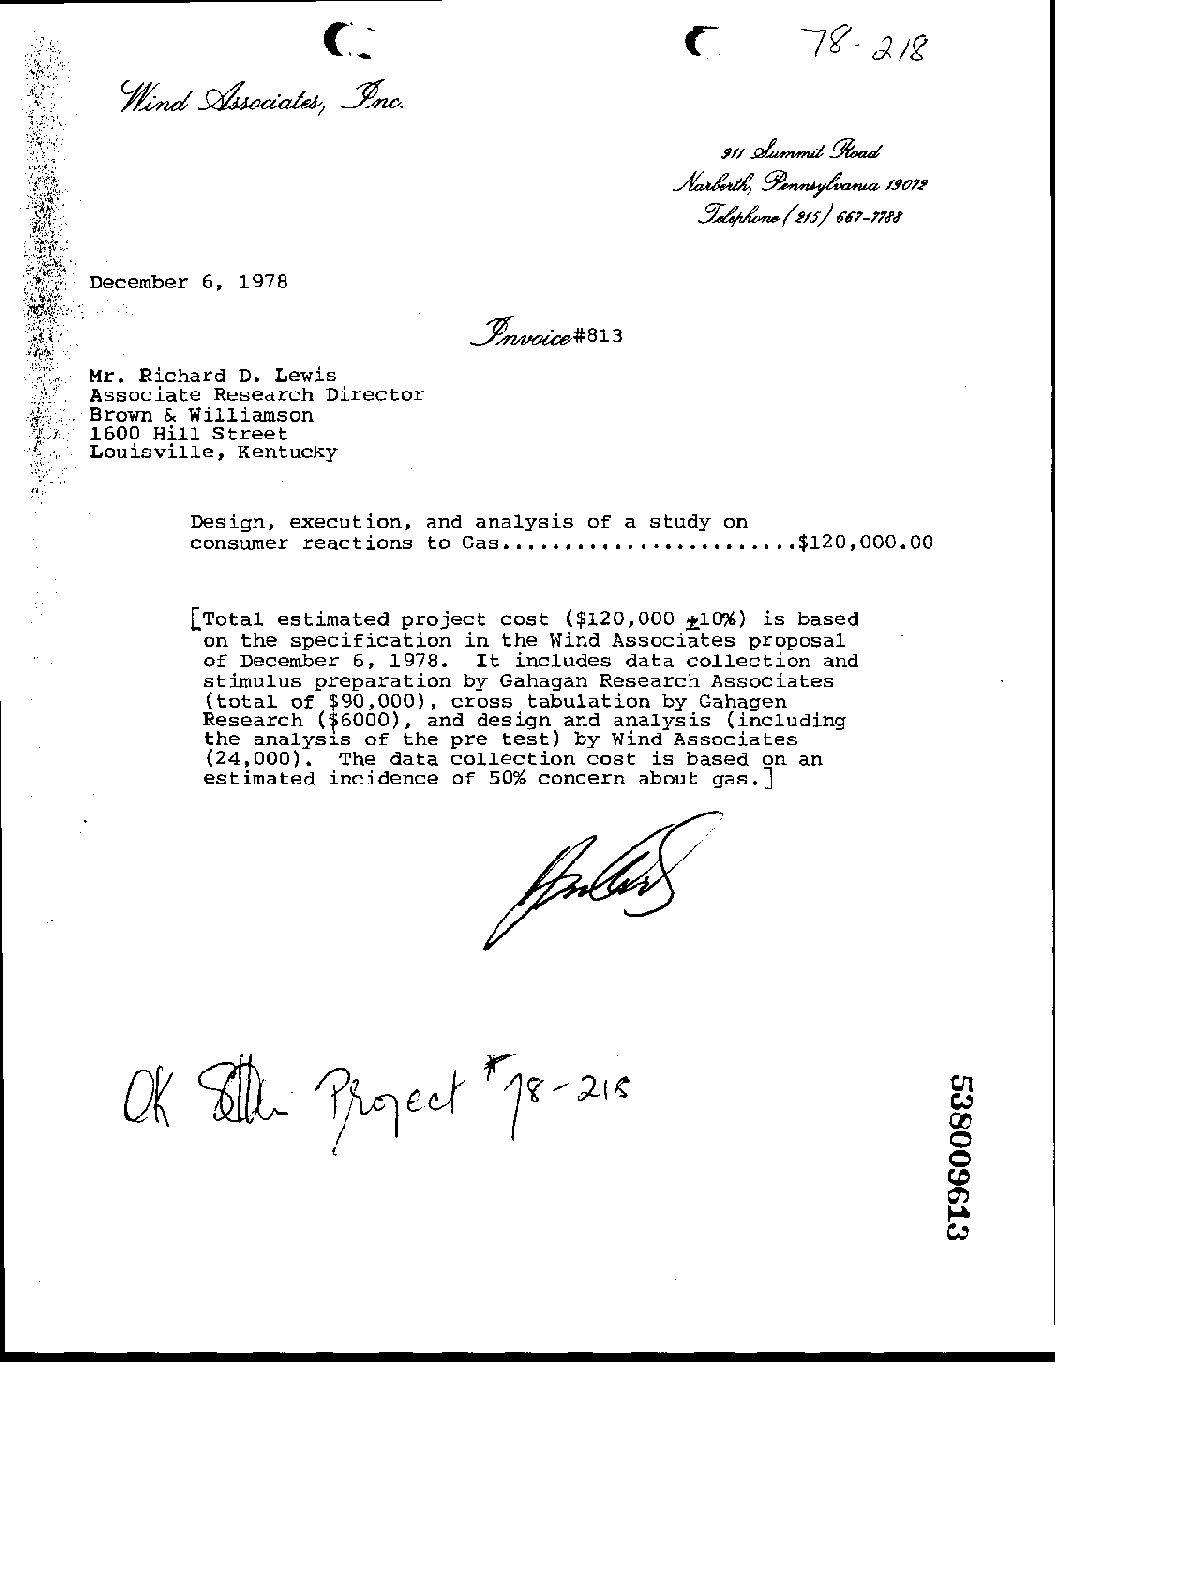 78-218
Wind Associates, Inc.
911 Summit Road
Narberth, Pennsylvania 19072
Telephone (215) 667-7788
December 6, 1978
Invoice#813
Mr. Richard D. Lewis
Associate Research Director
Brown & Williamson
1600 Hill Street
Louisville, Kentucky
Design, execution, and analysis of a study on
consumer reactions to Gas........................$120,000.00
[Total estimated project cost ($120,000 ±10%) is based
on the specification in the Wind Associates proposal
of December 6, 1978. It includes data collection and
stimulus preparation by Gahagan Research Associates
(total of $90,000), cross tabulation by Gahagen
Research ($6000), and design and analysis (including
the analysis of the pre test) by Wind Associates
(24,000). The data collection cost is based on an
estimated incidence of 50% concern about gas.]
OK Project #78-218
538009613